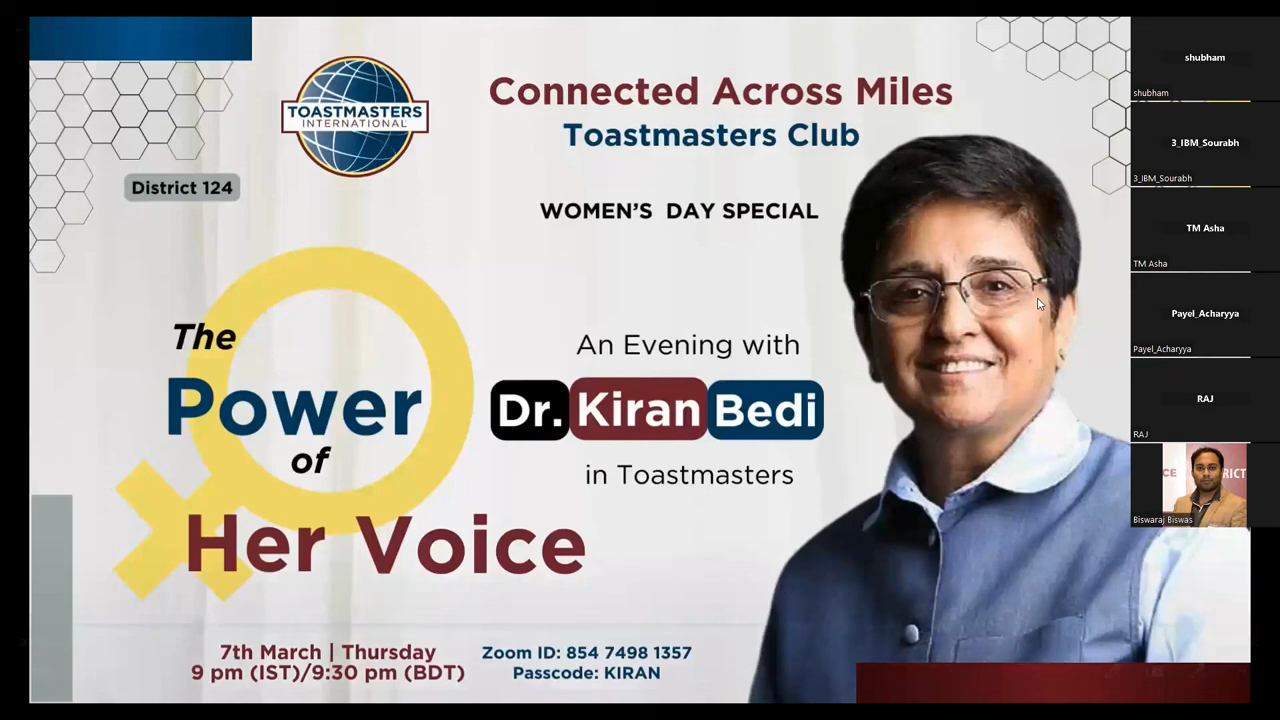 TOASTMASTERS
INTERNATIONAL
Connected Across Miles
Toastmasters Club
District 124
WOMEN'S DAY SPECIAL
The
Power
of
Her Voice
An Evening with
Dr. Kiran Bedi
in Toastmasters
7th March | Thursday
9 pm (IST)/9:30 pm (BDT)
Zoom ID: 854 7498 1357
Passcode: KIRAN
shubham
shubham
3_IBM_Sourabh
3_IBM_Sourabh
TM Asha
TM Asha
Payel_Acharyya
Payel_Acharyya
RAJ
RAJ
CE
RICT
Biswaraj Biswas